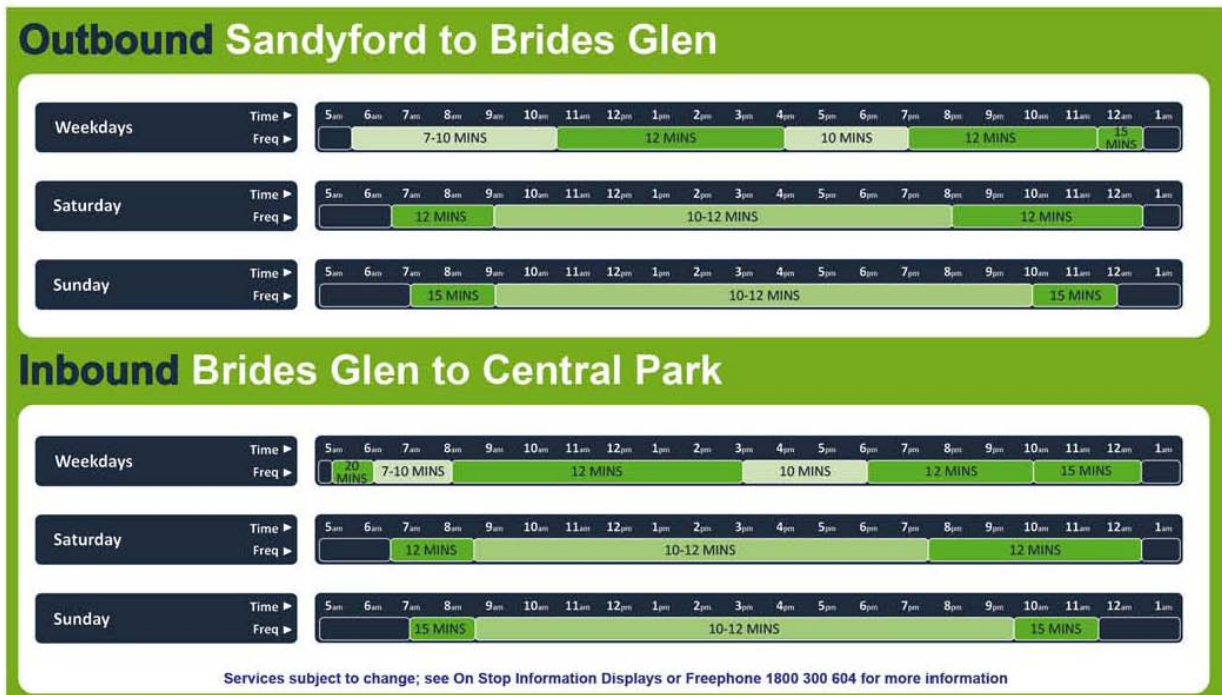 Outbound Sandyford to Brides Glen
Weekdays
Time ► 5am 6am 7am 8am 9am 10am 11am 12pm 1pm 2pm 3pm 4pm 5pm 6pm 7pm 8pm 9pm 10am 11am 12am 1am
Freq ► 7-10 MINS 12 MINS 10 MINS 12 MINS 15 MINS
Saturday
Time ► 5am 6am 7am 8am 9am 10am 11am 12pm 1pm 2pm 3pm 4pm 5pm 6pm 7pm 8pm 9pm 10am 11am 12am 1am
Freq ► 12 MINS 10-12 MINS 12 MINS
Sunday
Time ► 5am 6am 7am 8am 9am 10am 11am 12pm 1pm 2pm 3pm 4pm 5pm 6pm 7pm 8pm 9pm 10am 11am 12am 1am
Freq ► 15 MINS 10-12 MINS 15 MINS
Inbound Brides Glen to Central Park
Weekdays
Time ► 5am 6am 7am 8am 9am 10am 11am 12pm 1pm 2pm 3pm 4pm 5pm 6pm 7pm 8pm 9pm 10am 11am 12am 1am
Freq ► 20 MINS 7-10 MINS 12 MINS 10 MINS 12 MINS 15 MINS
Saturday
Time ► 5am 6am 7am 8am 9am 10am 11am 12pm 1pm 2pm 3pm 4pm 5pm 6pm 7pm 8pm 9pm 10am 11am 12am 1am
Freq ► 12 MINS 10-12 MINS 12 MINS
Sunday
Time ► 5am 6am 7am 8am 9am 10am 11am 12pm 1pm 2pm 3pm 4pm 5pm 6pm 7pm 8pm 9pm 10am 11am 12am 1am
Freq ► 15 MINS 10-12 MINS 15 MINS
Services subject to change; see On Stop Information Displays or Freephone 1800 300 604 for more information